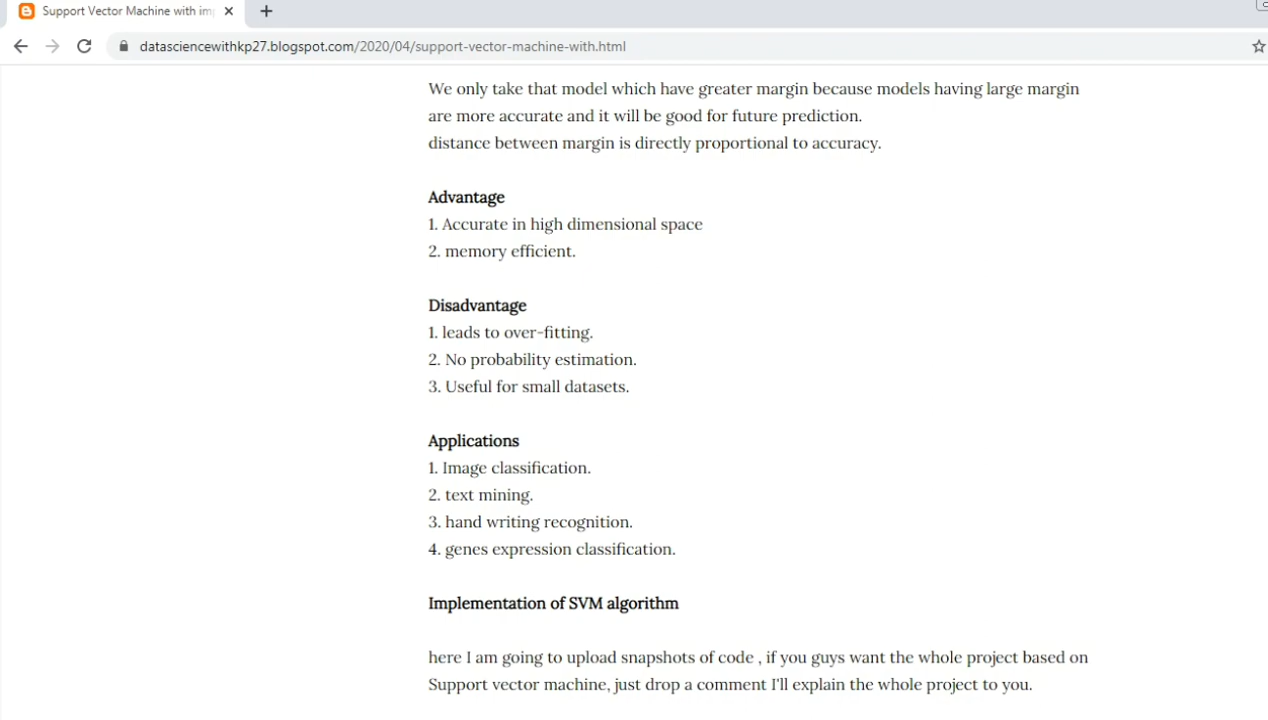 Support Vector Machine with im
datasciencewithkp27.blogspot.com/2020/04/support-vector-machine-with.html
We only take that model which have greater margin because models having large margin
are more accurate and it will be good for future prediction.
distance between margin is directly proportional to accuracy.
Advantage
1. Accurate in high dimensional space
2. memory efficient.
Disadvantage
1. leads to over-fitting.
2. No probability estimation.
3. Useful for small datasets.
Applications
1. Image classification.
2. text mining.
3. hand writing recognition.
4. genes expression classification.
Implementation of SVM algorithm
here I am going to upload snapshots of code , if you guys want the whole project based on
Support vector machine, just drop a comment I'll explain the whole project to you.